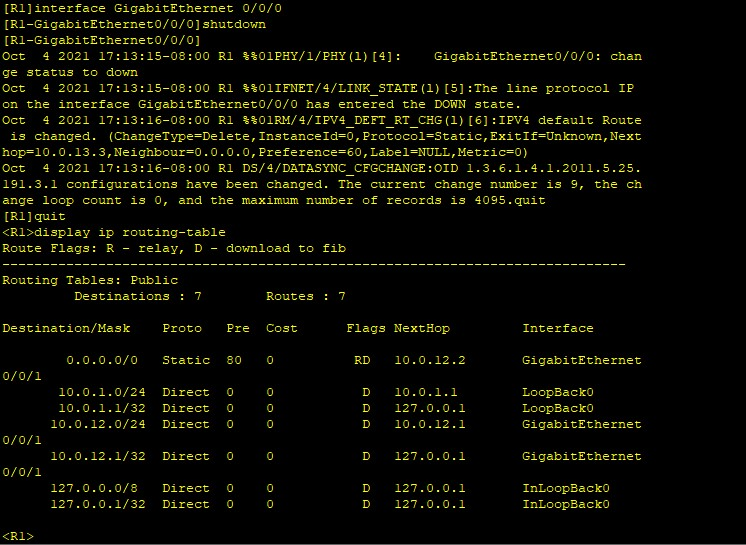 [R1]interface GigabitEthernet 0/0/0
[R1-GigabitEthernet0/0/0]shutdown
[R1-GigabitEthernet0/0/0]
Oct  4 2021 17:13:15-08:00 R1 %%01PHY/1/PHY(l)[4]:    GigabitEthernet0/0/0: chan
ge status to down
Oct  4 2021 17:13:15-08:00 R1 %%01IFNET/4/LINK_STATE(l)[5]:The line protocol IP
on the interface GigabitEthernet0/0/0 has entered the DOWN state.
Oct  4 2021 17:13:16-08:00 R1 %%01RM/4/IPV4_DEFT_RT_CHG(l)[6]:IPV4 default Route
 is changed. (ChangeType=Delete,InstanceId=0,Protocol=Static,ExitIf=Unknown,Next
hop=10.0.13.3,Neighbour=0.0.0.0,Preference=60,Label=NULL,Metric=0)
Oct  4 2021 17:13:16-08:00 R1 DS/4/DATASYNC_CFGCHANGE:OID 1.3.6.1.4.1.2011.5.25.
191.3.1 configurations have been changed. The current change number is 9, the ch
ange loop count is 0, and the maximum number of records is 4095.quit
[R1]quit
<R1>display ip routing-table
Route Flags: R - relay, D - download to fib
------------------------------------------------------------------------------
Routing Tables: Public
         Destinations : 7        Routes : 7

Destination/Mask    Proto   Pre  Cost      Flags NextHop         Interface

        0.0.0.0/0   Static  80   0          RD   10.0.12.2       GigabitEthernet
0/0/1
       10.0.1.0/24  Direct  0    0           D   10.0.1.1        LoopBack0
       10.0.1.1/32  Direct  0    0           D   127.0.0.1       LoopBack0
      10.0.12.0/24  Direct  0    0           D   10.0.12.1       GigabitEthernet
0/0/1
      10.0.12.1/32  Direct  0    0           D   127.0.0.1       GigabitEthernet
0/0/1
      127.0.0.0/8   Direct  0    0           D   127.0.0.1       InLoopBack0
      127.0.0.1/32  Direct  0    0           D   127.0.0.1       InLoopBack0

<R1>